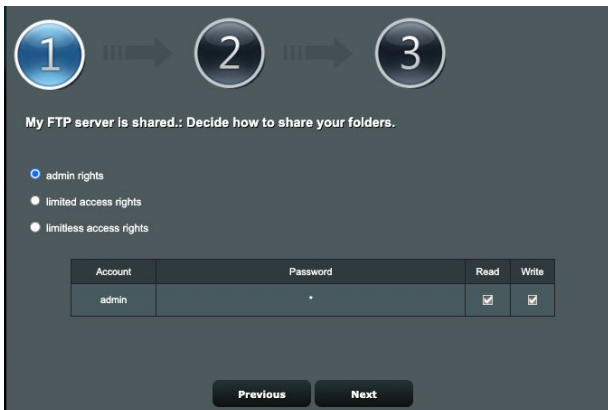 1 2 3
My FTP server is shared.: Decide how to share your folders.
admin rights
limited access rights
limitless access rights
Account Password Read Write
admin *
Previous Next